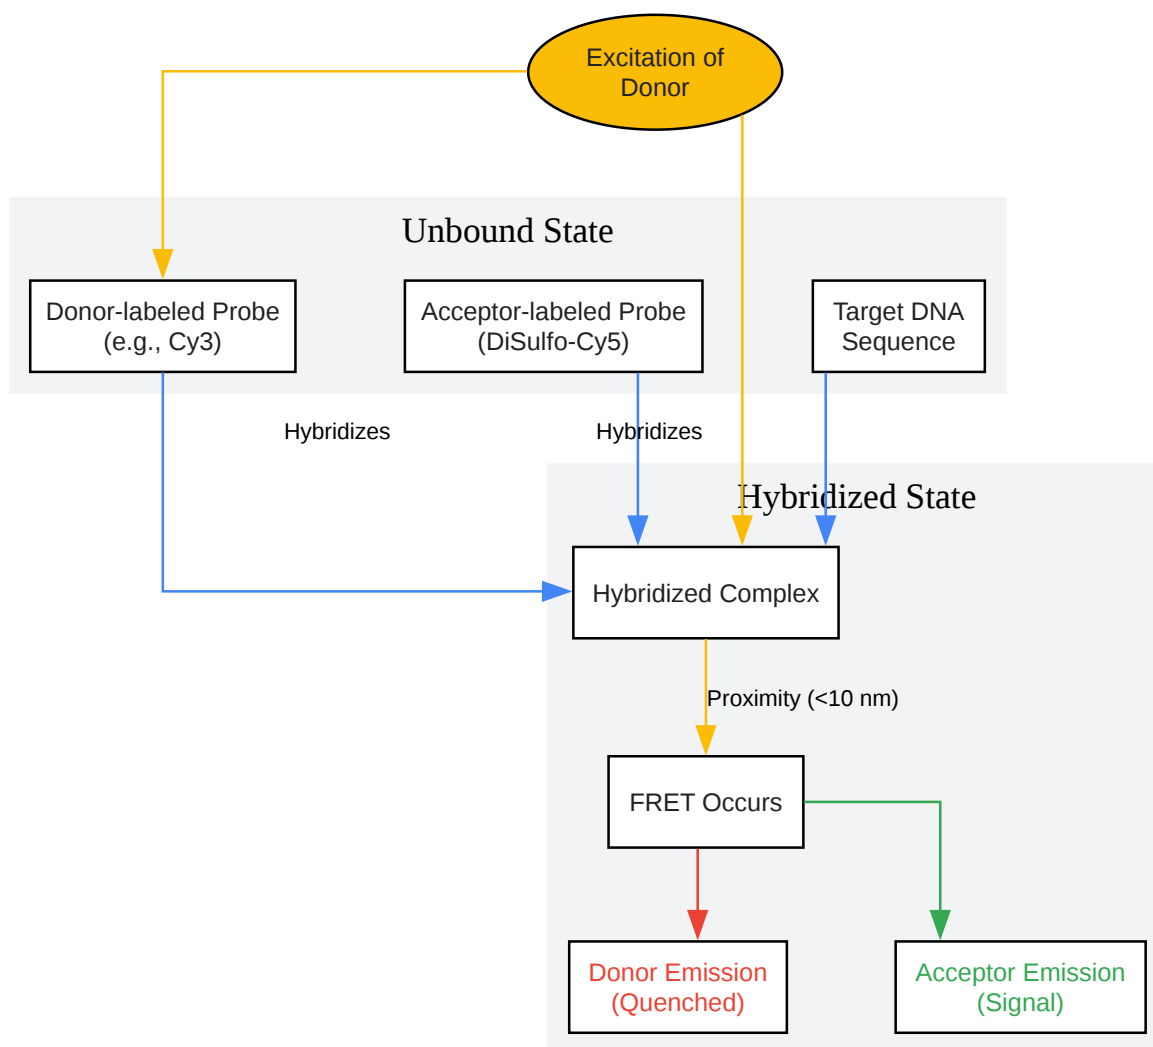 Excitation of
Donor
Unbound State
Donor-labeled Probe
(e.g., Cy3)
Acceptor-labeled Probe
(DiSulfo-Cy5)
Target DNA
Sequence
Hybridizes
Hybridizes
Hybridized State
Hybridized Complex
Proximity (<10 nm)
FRET Occurs
Donor Emission
(Quenched)
Acceptor Emission
(Signal)